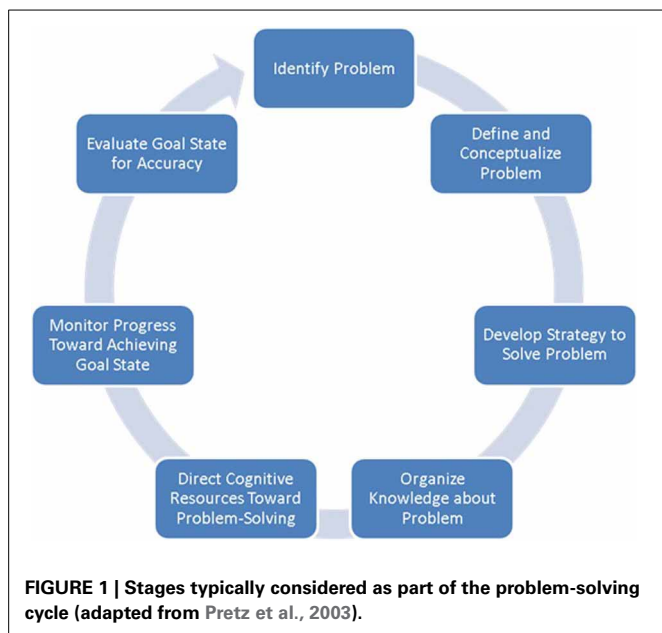 Identify Problem
Define and
Conceptualize
Problem
Develop Strategy to
Solve Problem
Organize
Knowledge about
Problem
Direct Cognitive
Resources Toward
Problem-Solving
Monitor Progress
Toward Achieving
Goal State
Evaluate Goal State
for Accuracy
FIGURE 1 | Stages typically considered as part of the problem-solving
cycle (adapted from Pretz et al., 2003).